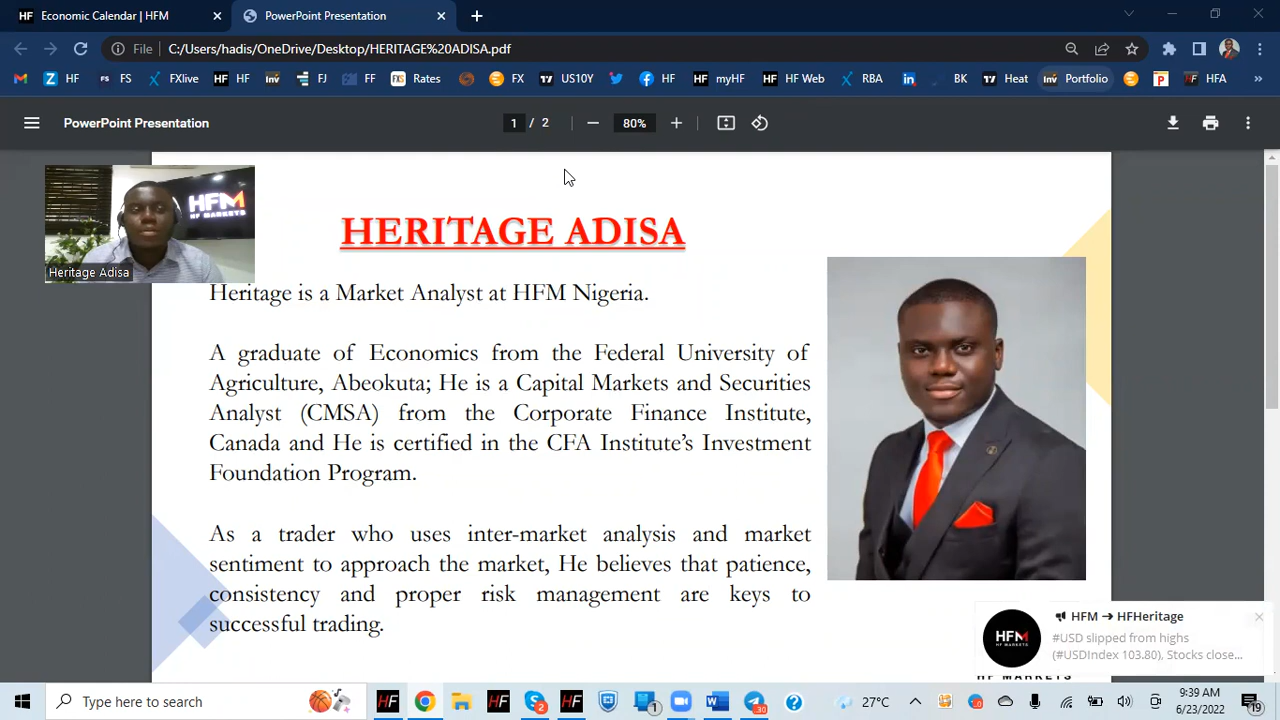 Economic Calendar | HFM
PowerPoint Presentation
File
C:/Users/hadis/OneDrive/Desktop/HERITAGE%20ADISA.pdf
HF
FS
FXlive
HF
FJ
FF
Rates
FX
US10Y
HF
myHF
HF Web
RBA
BK
Heat
Portfolio
HFA
PowerPoint Presentation
1 / 2
80%
HFM
HF MARKETS
Heritage Adisa
HERITAGE ADISA
Heritage is a Market Analyst at HFM Nigeria.
A graduate of Economics from the Federal University of
Agriculture, Abeokuta; He is a Capital Markets and Securities
Analyst (CMSA) from the Corporate Finance Institute,
Canada and He is certified in the CFA Institute’s Investment
Foundation Program.
As a trader who uses inter-market analysis and market
sentiment to approach the market, He believes that patience,
consistency and proper risk management are keys to
successful trading.
HFM
HF MARKETS
HFM ➔ HFHeritage
#USD slipped from highs
(#USDIndex 103.80), Stocks close...
HF MARKETS
Type here to search
27°C
9:39 AM
6/23/2022